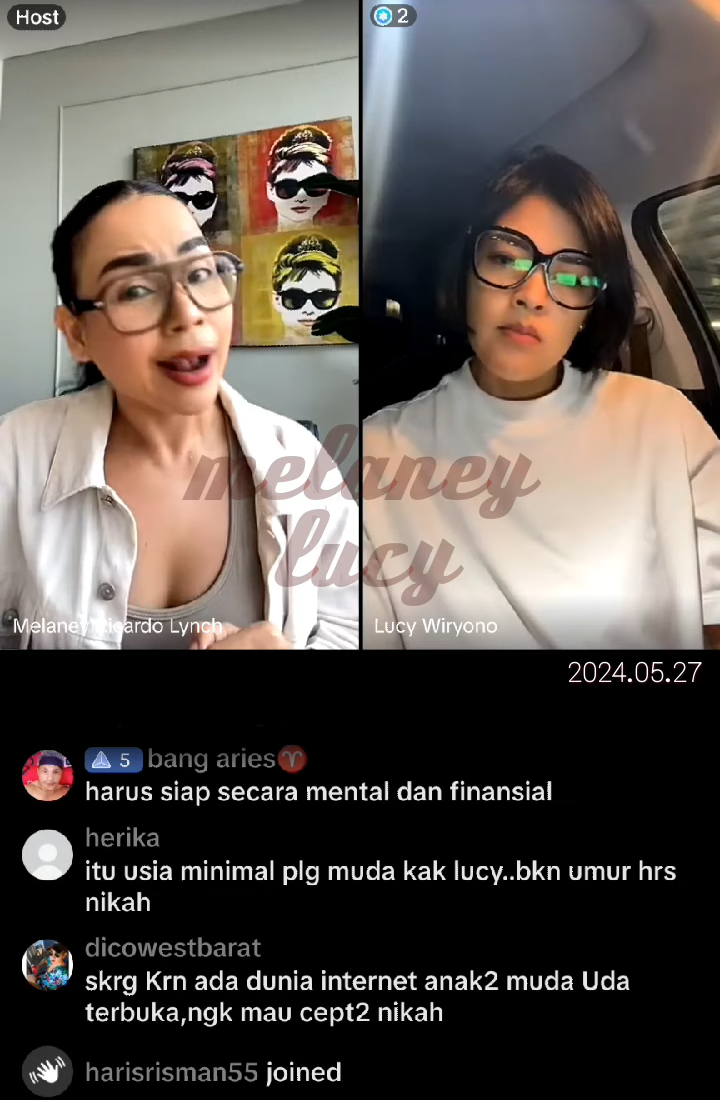 Host
2
melaney
lucy
Melaney Ricardo Lynch
Lucy Wiryono
2024.05.27
5 bang aries♈
harus siap secara mental dan finansial
herika
itu usia minimal plg muda kak lucy..bkn umur hrs
nikah
dicowestbarat
skrg Krn ada dunia internet anak2 muda Uda
terbuka,ngk mau cept2 nikah
harisrisman55 joined